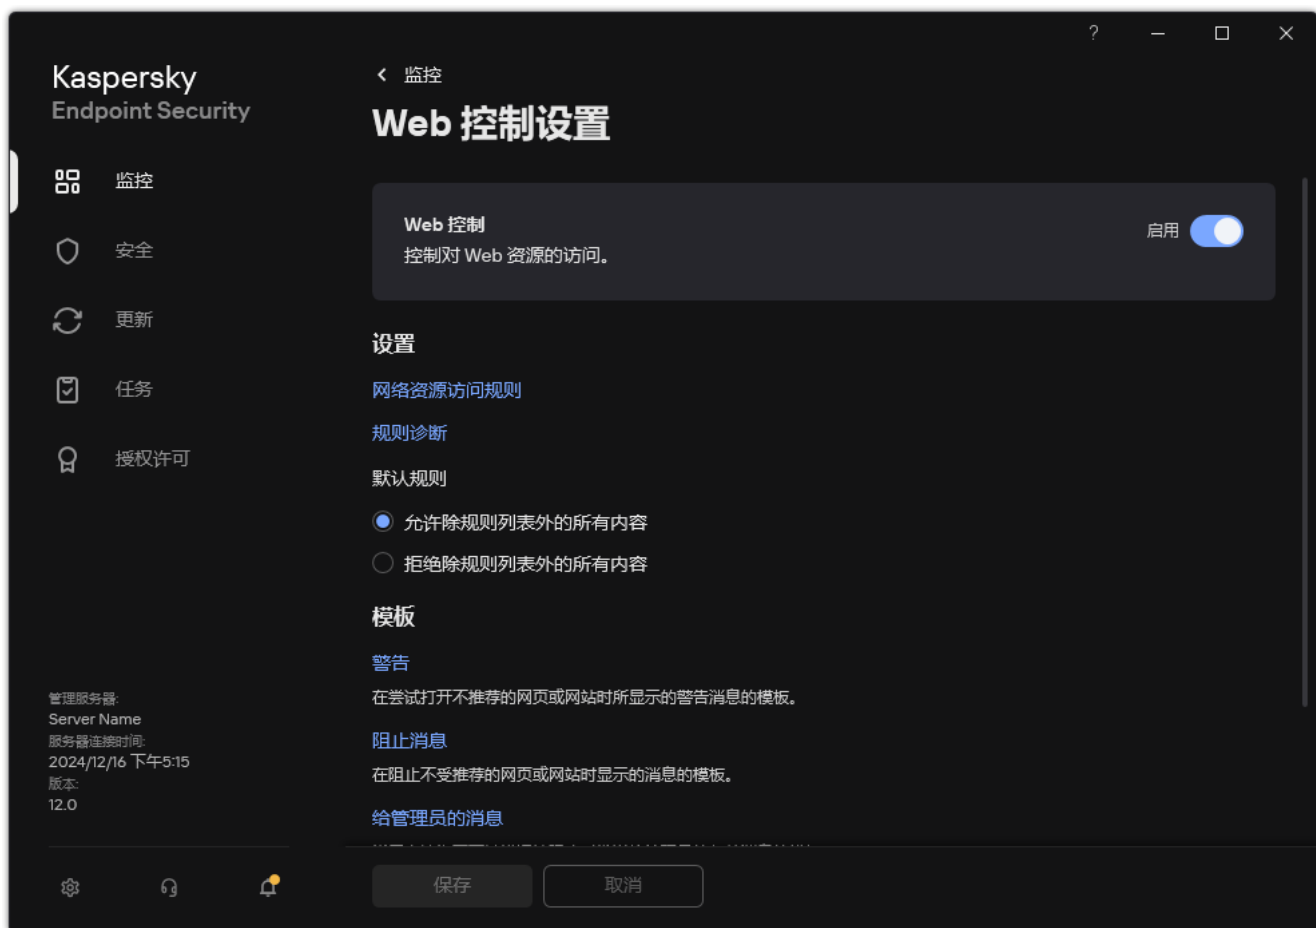 ?
Kaspersky
Endpoint Security
监控
安全
更新
任务
授权许可
管理服务器:
Server Name
服务器连接时间:
2024/12/16 下午5:15
版本:
12.0
监控
Web 控制设置
Web 控制
控制对 Web 资源的访问。
启用
设置
网络资源访问规则
规则诊断
默认规则
允许除规则列表外的所有内容
拒绝除规则列表外的所有内容
模板
警告
在尝试打开不推荐的网页或网站时所显示的警告消息的模板。
阻止消息
在阻止不受推荐的网页或网站时显示的消息的模板。
给管理员的消息
保存
取消